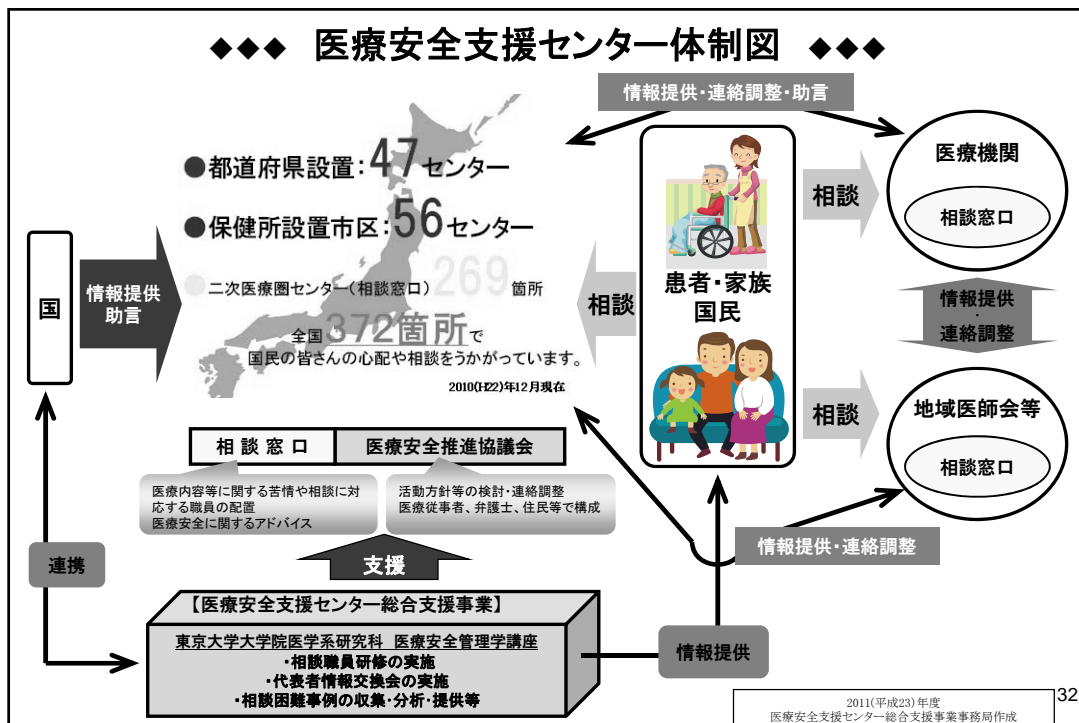 ◆◆◆ 医療安全支援センター体制図 ◆◆◆
情報提供・連絡調整・助言
●都道府県設置:47センター
●保健所設置市区:56センター
●二次医療圏センター(相談窓口)269箇所
全国372箇所で
国民の皆さんの心配や相談をうかがっています。
2010(H22)年12月現在
国
情報提供
助言
相談
患者・家族
国民
相談
医療機関
相談窓口
情報提供
・
連絡調整
相談
地域医師会等
相談窓口
相談窓口
医療安全推進協議会
医療内容等に関する苦情や相談に対
応する職員の配置
医療安全に関するアドバイス
活動方針等の検討・連絡調整
医療従事者、弁護士、住民等で構成
情報提供・連絡調整
連携
支援
【医療安全支援センター総合支援事業】
東京大学大学院医学系研究科 医療安全管理学講座
・相談職員研修の実施
・代表者情報交換会の実施
・相談困難事例の収集・分析・提供等
情報提供
2011(平成23)年度
医療安全支援センター総合支援事業事務局作成
32